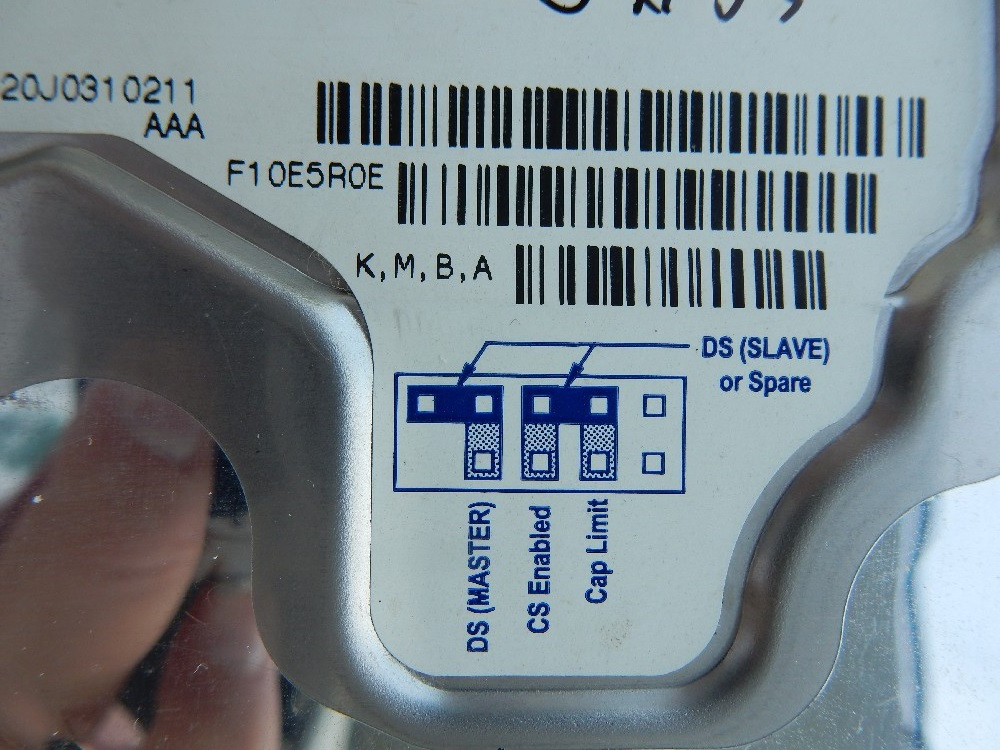 20J0310211
AAA
F10E5R0E
K,M,B,A
DS (SLAVE)
or Spare
DS (MASTER)
CS Enabled
Cap Limit